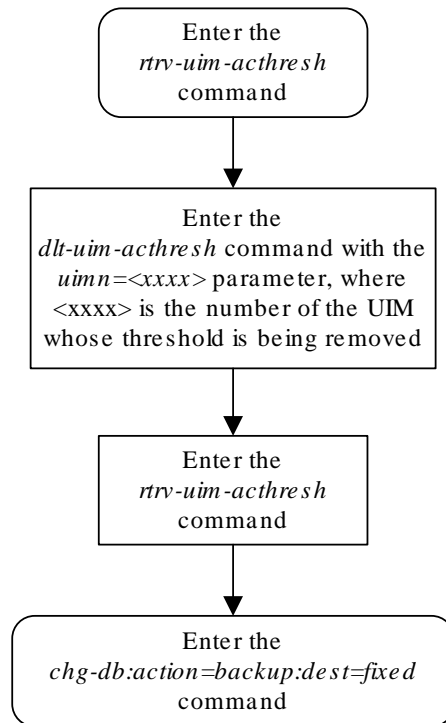 Enter the
rtrv-uim-acthresh
command
Enter the
dlt-uim-acthresh command with the
uimn=<xxxx> parameter, where
<xxxx> is the number of the UIM
whose threshold is being removed
Enter the
rtrv-uim-acthresh
command
Enter the
chg-db:action=backup:dest=fixed
command